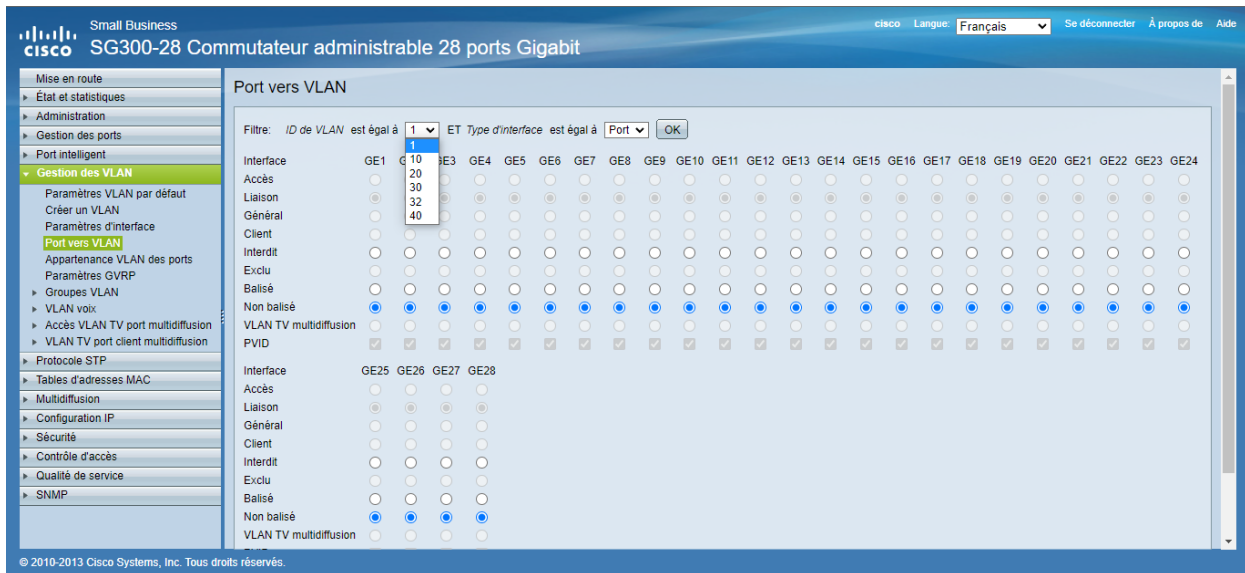 Small Business
cisco Langue: Français Se déconnecter À propos de Aide
cisco SG300-28 Commutateur administrable 28 ports Gigabit
Mise en route
État et statistiques
Administration
Gestion des ports
Port intelligent
Gestion des VLAN
Paramètres VLAN par défaut
Créer un VLAN
Paramètres d'interface
Port vers VLAN
Appartenance VLAN des ports
Paramètres GVRP
Groupes VLAN
VLAN voix
Accès VLAN TV port multidiffusion
VLAN TV port client multidiffusion
Protocole STP
Tables d'adresses MAC
Multidiffusion
Configuration IP
Sécurité
Contrôle d'accès
Qualité de service
SNMP
Port vers VLAN
Filtre: ID de VLAN est égal à 1 ET Type d'interface est égal à Port OK
1
10
20
30
32
40
Interface GE1 GE3 GE4 GE5 GE6 GE7 GE8 GE9 GE10 GE11 GE12 GE13 GE14 GE15 GE16 GE17 GE18 GE19 GE20 GE21 GE22 GE23 GE24
Accès
Liaison
Général
Client
Interdit
Exclu
Balisé
Non balisé
VLAN TV multidiffusion
PVID
Interface GE25 GE26 GE27 GE28
Accès
Liaison
Général
Client
Interdit
Exclu
Balisé
Non balisé
VLAN TV multidiffusion
© 2010-2013 Cisco Systems, Inc. Tous droits réservés.